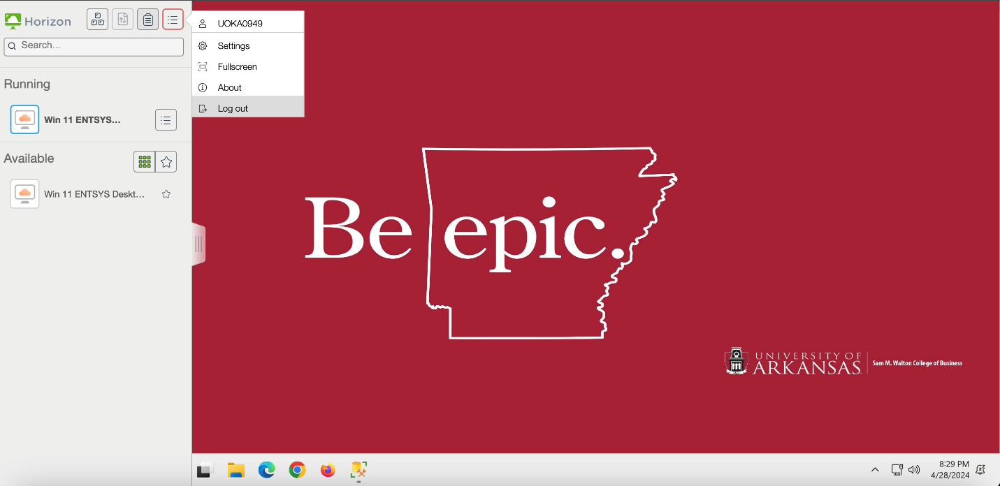 Horizon
Search...
Running
Win 11 ENTSYS...
Available
Win 11 ENTSYS Deskt...
UOKA0949
Settings
Fullscreen
About
Log out
Be epic.
UNIVERSITY OF
ARKANSAS
Sam M. Walton College of Business
8:29 PM
4/28/2024